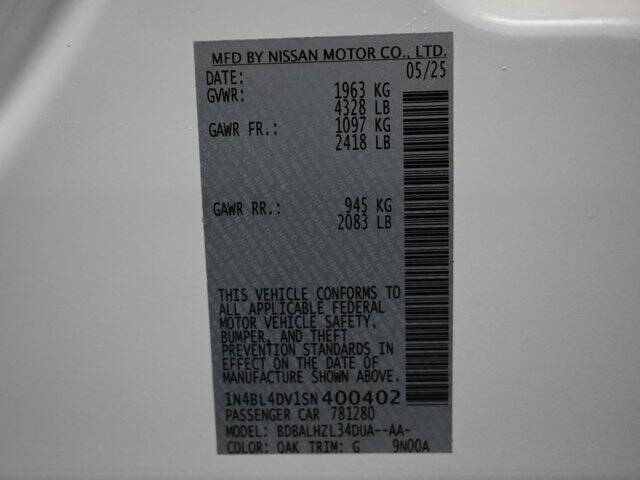 MFD BY NISSAN MOTOR CO., LTD.
DATE: 05/25
GVWR: 1963 KG
4328 LB
GAWR FR.: 1097 KG
2418 LB
GAWR RR.: 945 KG
2083 LB
THIS VEHICLE CONFORMS TO
ALL APPLICABLE FEDERAL
MOTOR VEHICLE SAFETY,
BUMPER, AND THEFT
PREVENTION STANDARDS IN
EFFECT ON THE DATE OF
MANUFACTURE SHOWN ABOVE.
1N4BL4DV1SN400402
PASSENGER CAR 781280
MODEL: BDBALHZL34DUA--AA-
COLOR: QAK TRIM: G 9N00A